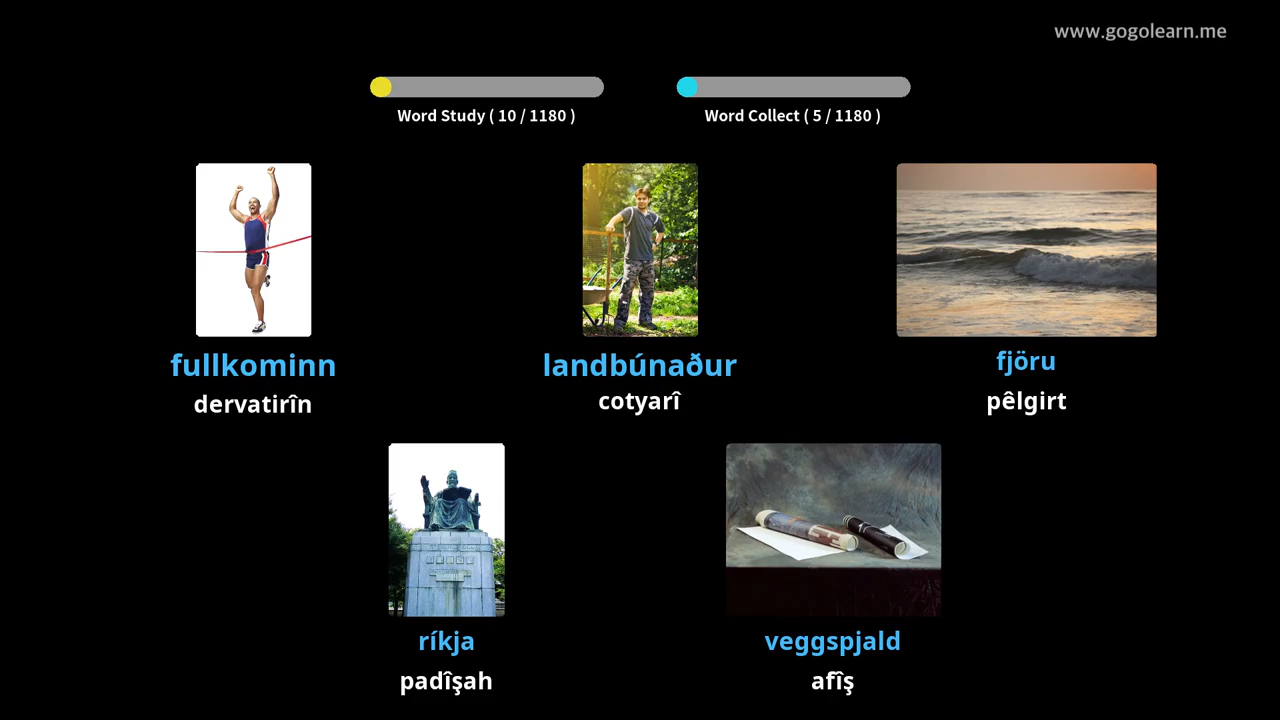 www.gogolearn.me
Word Study ( 10 / 1180 )
Word Collect ( 5 / 1180 )
fullkominn
dervatirîn
landbúnaður
cotyarî
fjöru
pêlgirt
ríkja
padîşah
veggspjald
afîş